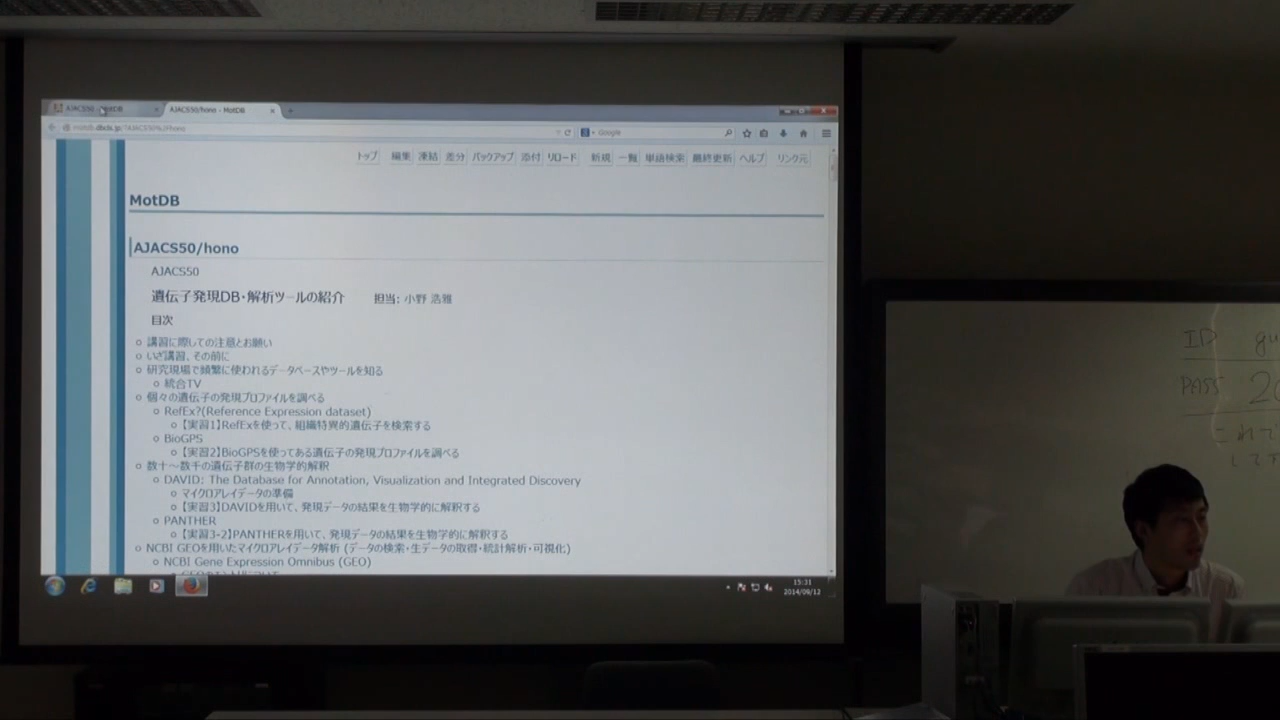 AJACS50 - MotDB
AJACS50/hono - MotDB
Google
トップ 編集 凍結 差分 バックアップ 添付 リロード 新規 一覧 単語検索 最終更新 ヘルプ リンク元
MotDB
AJACS50/hono
AJACS50
遺伝子発現DB・解析ツールの紹介 担当: 小野 浩雅
目次
講習に際しての注意とお願い
いざ講習、その前に
研究現場で頻繁に使われるデータベースやツールを知る
統合TV
個々の遺伝子の発現プロファイルを調べる
RefEx?(Reference Expression dataset)
【実習1】RefExを使って、組織特異的遺伝子を検索する
BioGPS
【実習2】BioGPSを使ってある遺伝子の発現プロファイルを調べる
数十～数千の遺伝子群の生物学的解釈
DAVID: The Database for Annotation, Visualization and Integrated Discovery
マイクロアレイデータの準備
【実習3】DAVIDを用いて、発現データの結果を生物学的に解釈する
PANTHER
【実習3-2】PANTHERを用いて、発現データの結果を生物学的に解釈する
NCBI GEOを用いたマイクロアレイデータ解析 (データの検索・生データの取得・統計解析・可視化)
NCBI Gene Expression Omnibus (GEO)
15:31
2014/09/12
ID gu
PASS 20